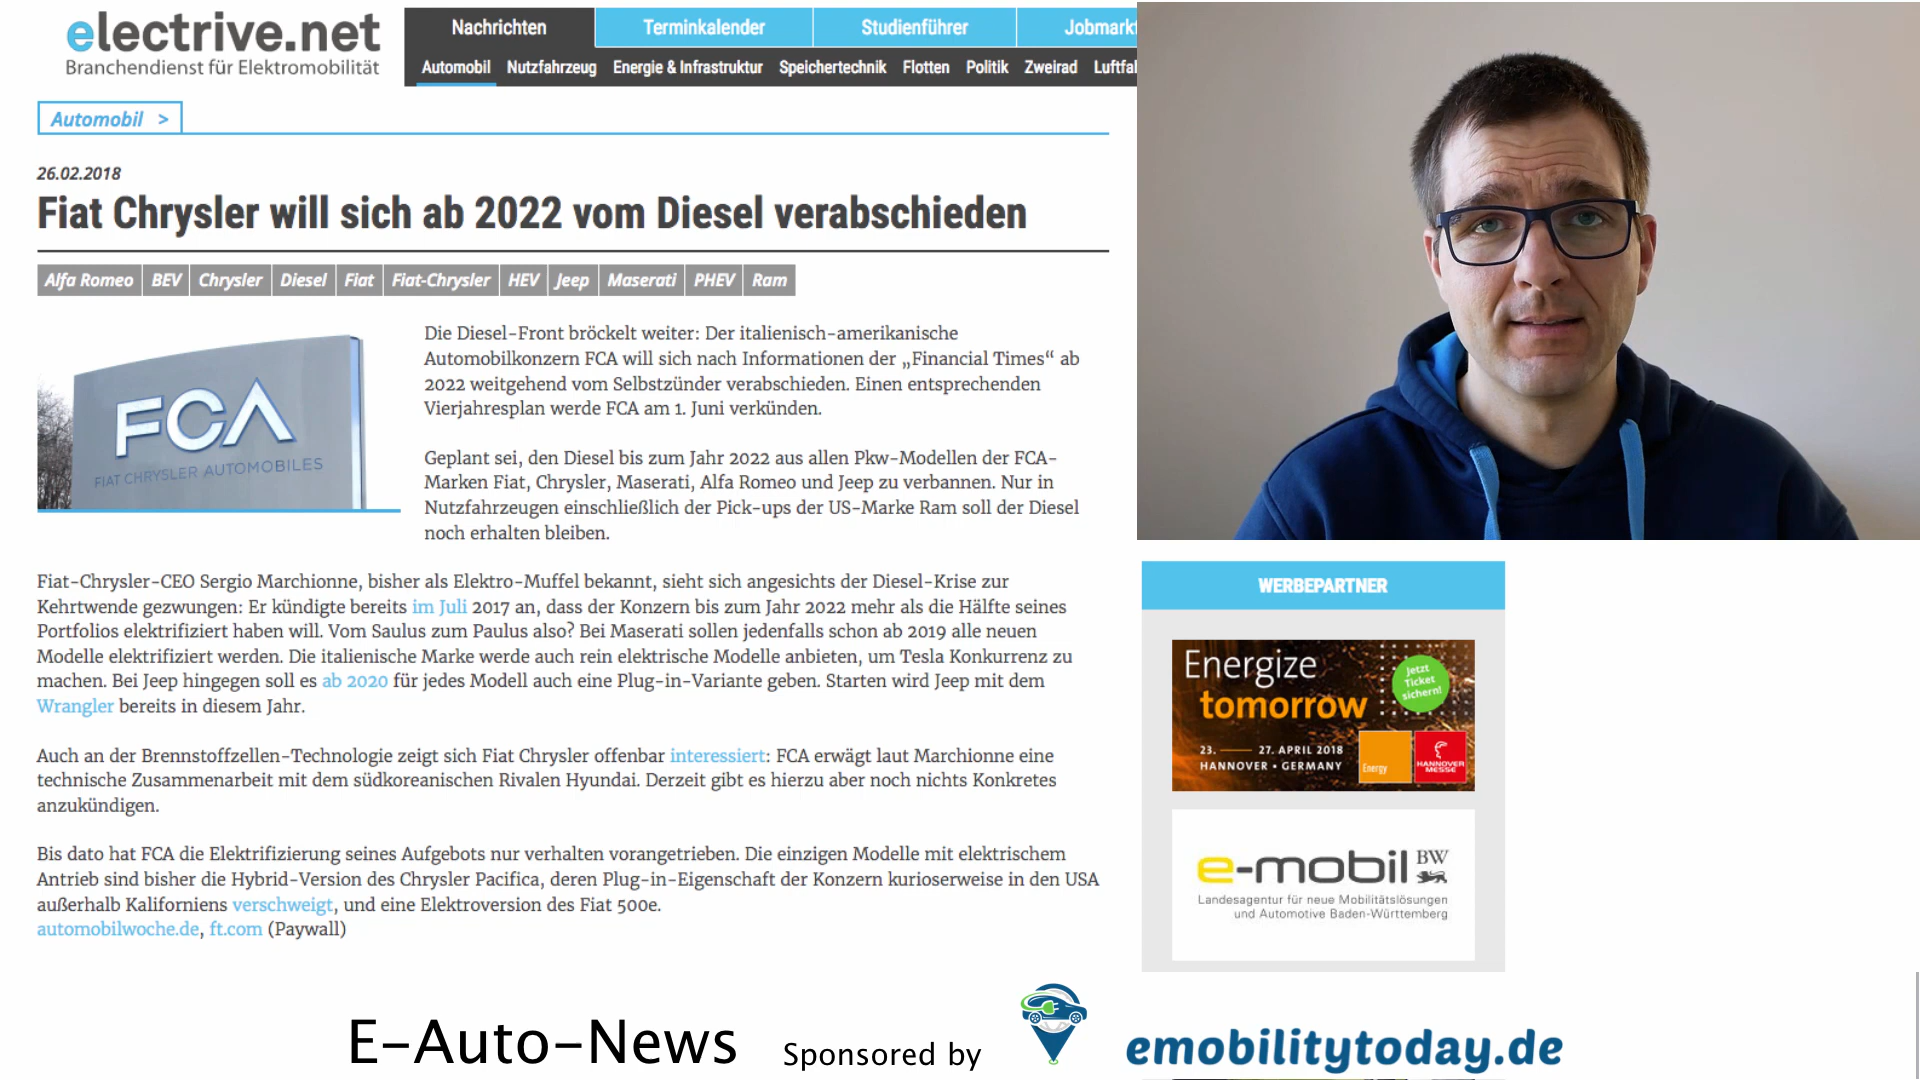 electrive.net
Branchendienst für Elektromobilität
Nachrichten
Terminkalender
Studienführer
Jobmarkt
Automobil
Nutzfahrzeug
Energie & Infrastruktur
Speichertechnik
Flotten
Politik
Zweirad
Luftfa
Automobil >
26.02.2018
Fiat Chrysler will sich ab 2022 vom Diesel verabschieden
Alfa Romeo
BEV
Chrysler
Diesel
Fiat
Fiat-Chrysler
HEV
Jeep
Maserati
PHEV
Ram
FCA
FIAT CHRYSLER AUTOMOBILES
Die Diesel-Front bröckelt weiter: Der italienisch-amerikanische
Automobilkonzern FCA will sich nach Informationen der „Financial Times“ ab
2022 weitgehend vom Selbstzünder verabschieden. Einen entsprechenden
Vierjahresplan werde FCA am 1. Juni verkünden.
Geplant sei, den Diesel bis zum Jahr 2022 aus allen Pkw-Modellen der FCA-
Marken Fiat, Chrysler, Maserati, Alfa Romeo und Jeep zu verbannen. Nur in
Nutzfahrzeugen einschließlich der Pick-ups der US-Marke Ram soll der Diesel
noch erhalten bleiben.
Fiat-Chrysler-CEO Sergio Marchionne, bisher als Elektro-Muffel bekannt, sieht sich angesichts der Diesel-Krise zur
Kehrtwende gezwungen: Er kündigte bereits im Juli 2017 an, dass der Konzern bis zum Jahr 2022 mehr als die Hälfte seines
Portfolios elektrifiziert haben will. Vom Saulus zum Paulus also? Bei Maserati sollen jedenfalls schon ab 2019 alle neuen
Modelle elektrifiziert werden. Die italienische Marke werde auch rein elektrische Modelle anbieten, um Tesla Konkurrenz zu
machen. Bei Jeep hingegen soll es ab 2020 für jedes Modell auch eine Plug-in-Variante geben. Starten wird Jeep mit dem
Wrangler bereits in diesem Jahr.
Auch an der Brennstoffzellen-Technologie zeigt sich Fiat Chrysler offenbar interessiert: FCA erwägt laut Marchionne eine
technische Zusammenarbeit mit dem südkoreanischen Rivalen Hyundai. Derzeit gibt es hierzu aber noch nichts Konkretes
anzukündigen.
Bis dato hat FCA die Elektrifizierung seines Aufgebots nur verhalten vorangetrieben. Die einzigen Modelle mit elektrischem
Antrieb sind bisher die Hybrid-Version des Chrysler Pacifica, deren Plug-in-Eigenschaft der Konzern kurioserweise in den USA
außerhalb Kaliforniens verschweigt, und eine Elektroversion des Fiat 500e.
automobilwoche.de, ft.com (Paywall)
WERBEPARTNER
Energize
tomorrow
Jetzt
Ticket
sichern!
23. — 27. APRIL 2018
HANNOVER • GERMANY
Energy
HANNOVER
MESSE
e-mobil BW
Landesagentur für neue Mobilitätslösungen
und Automotive Baden-Württemberg
E-Auto-News
Sponsored by
emobilitytoday.de